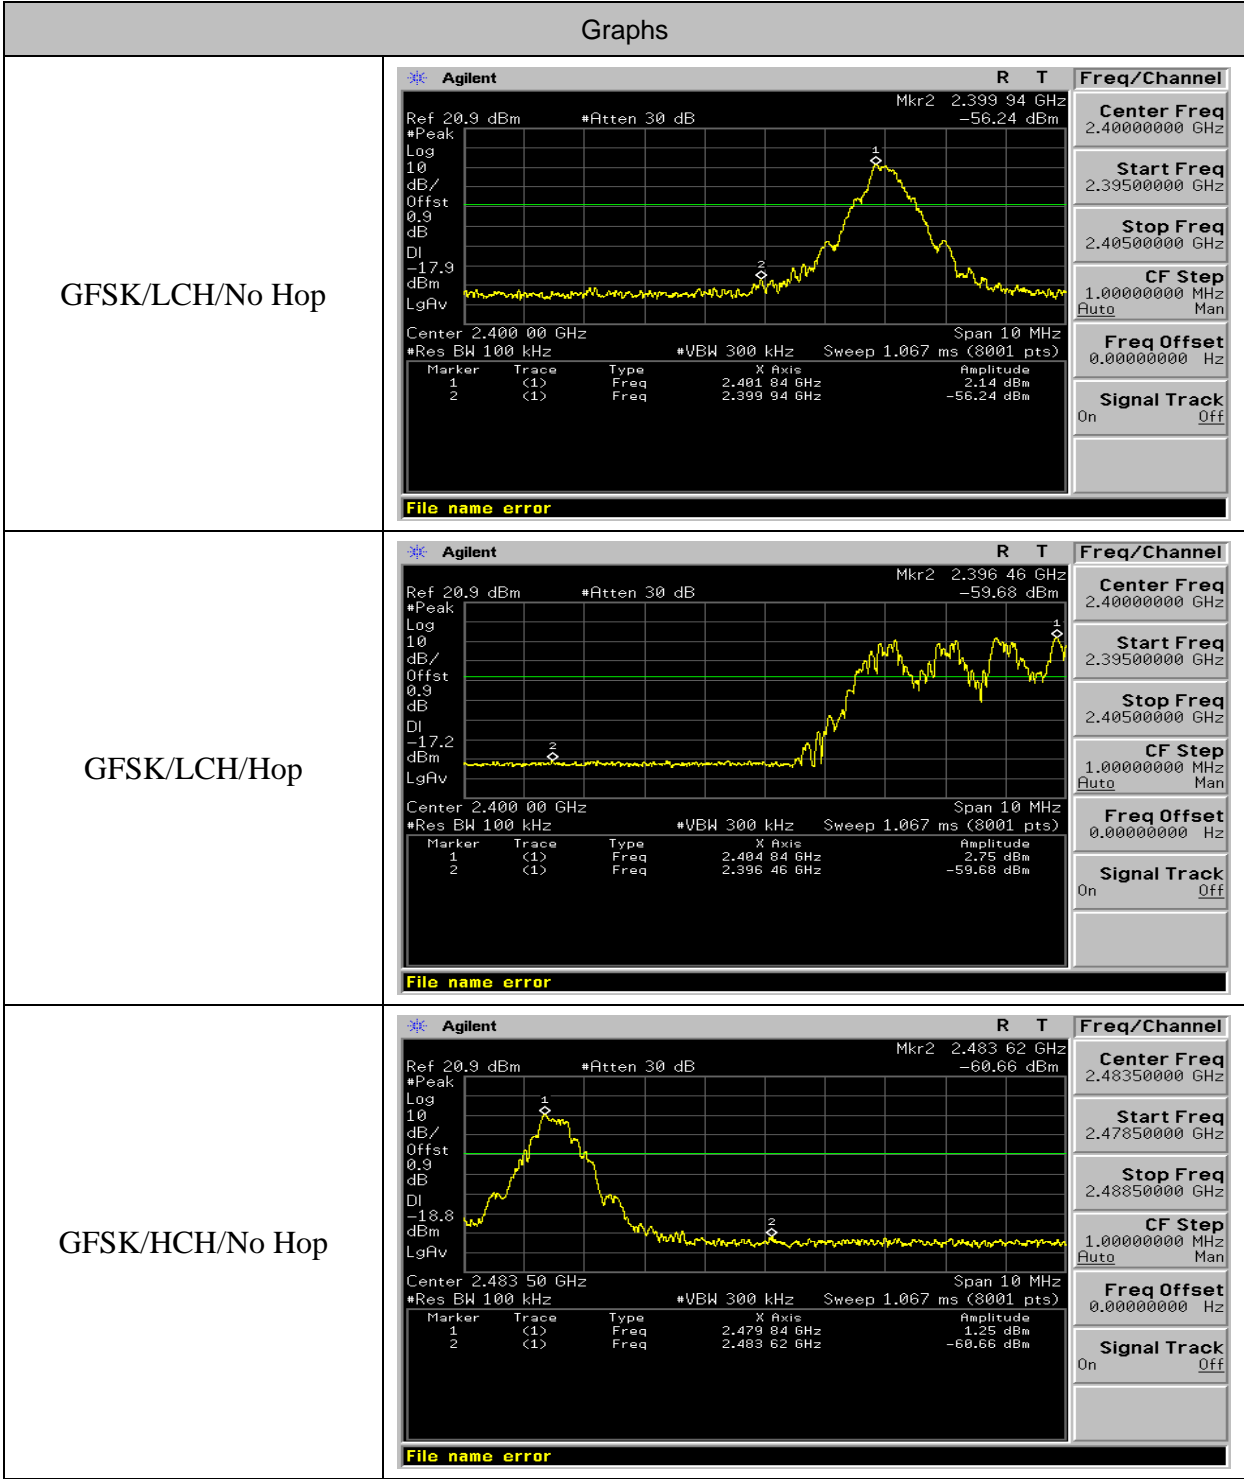 Graphs
GFSK/LCH/No Hop
Agilent R T Freq/Channel
Mkr2 2.399 94 GHz
Ref 20.9 dBm #Atten 30 dB -56.24 dBm
#Peak
Log
10
dB/
Offst
0.9
dB
DI
-17.9
dBm
LgAv
1
2
Center 2.400 00 GHz Span 10 MHz
#Res BW 100 kHz #VBW 300 kHz Sweep 1.067 ms (8001 pts)
Marker Trace Type X Axis Amplitude
1 (1) Freq 2.401 84 GHz 2.14 dBm
2 (1) Freq 2.399 94 GHz -56.24 dBm
File name error
Center Freq
2.40000000 GHz
Start Freq
2.39500000 GHz
Stop Freq
2.40500000 GHz
CF Step
1.00000000 MHz
Auto Man
Freq Offset
0.00000000 Hz
Signal Track
On Off
GFSK/LCH/Hop
Agilent R T Freq/Channel
Mkr2 2.396 46 GHz
Ref 20.9 dBm #Atten 30 dB -59.68 dBm
#Peak
Log
10
dB/
Offst
0.9
dB
DI
-17.2
dBm
LgAv
1
2
Center 2.400 00 GHz Span 10 MHz
#Res BW 100 kHz #VBW 300 kHz Sweep 1.067 ms (8001 pts)
Marker Trace Type X Axis Amplitude
1 (1) Freq 2.404 84 GHz 2.75 dBm
2 (1) Freq 2.396 46 GHz -59.68 dBm
File name error
Center Freq
2.40000000 GHz
Start Freq
2.39500000 GHz
Stop Freq
2.40500000 GHz
CF Step
1.00000000 MHz
Auto Man
Freq Offset
0.00000000 Hz
Signal Track
On Off
GFSK/HCH/No Hop
Agilent R T Freq/Channel
Mkr2 2.483 62 GHz
Ref 20.9 dBm #Atten 30 dB -60.66 dBm
#Peak
Log
10
dB/
Offst
0.9
dB
DI
-18.8
dBm
LgAv
1
2
Center 2.483 50 GHz Span 10 MHz
#Res BW 100 kHz #VBW 300 kHz Sweep 1.067 ms (8001 pts)
Marker Trace Type X Axis Amplitude
1 (1) Freq 2.479 84 GHz 1.25 dBm
2 (1) Freq 2.483 62 GHz -60.66 dBm
File name error
Center Freq
2.48350000 GHz
Start Freq
2.47850000 GHz
Stop Freq
2.48850000 GHz
CF Step
1.00000000 MHz
Auto Man
Freq Offset
0.00000000 Hz
Signal Track
On Off